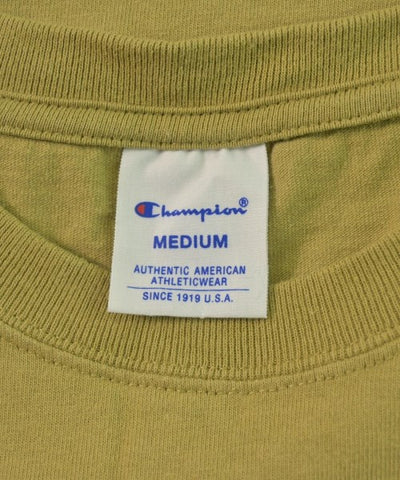 Champion®
MEDIUM
AUTHENTIC AMERICAN
ATHLETICWEAR
SINCE 1919 U.S.A.